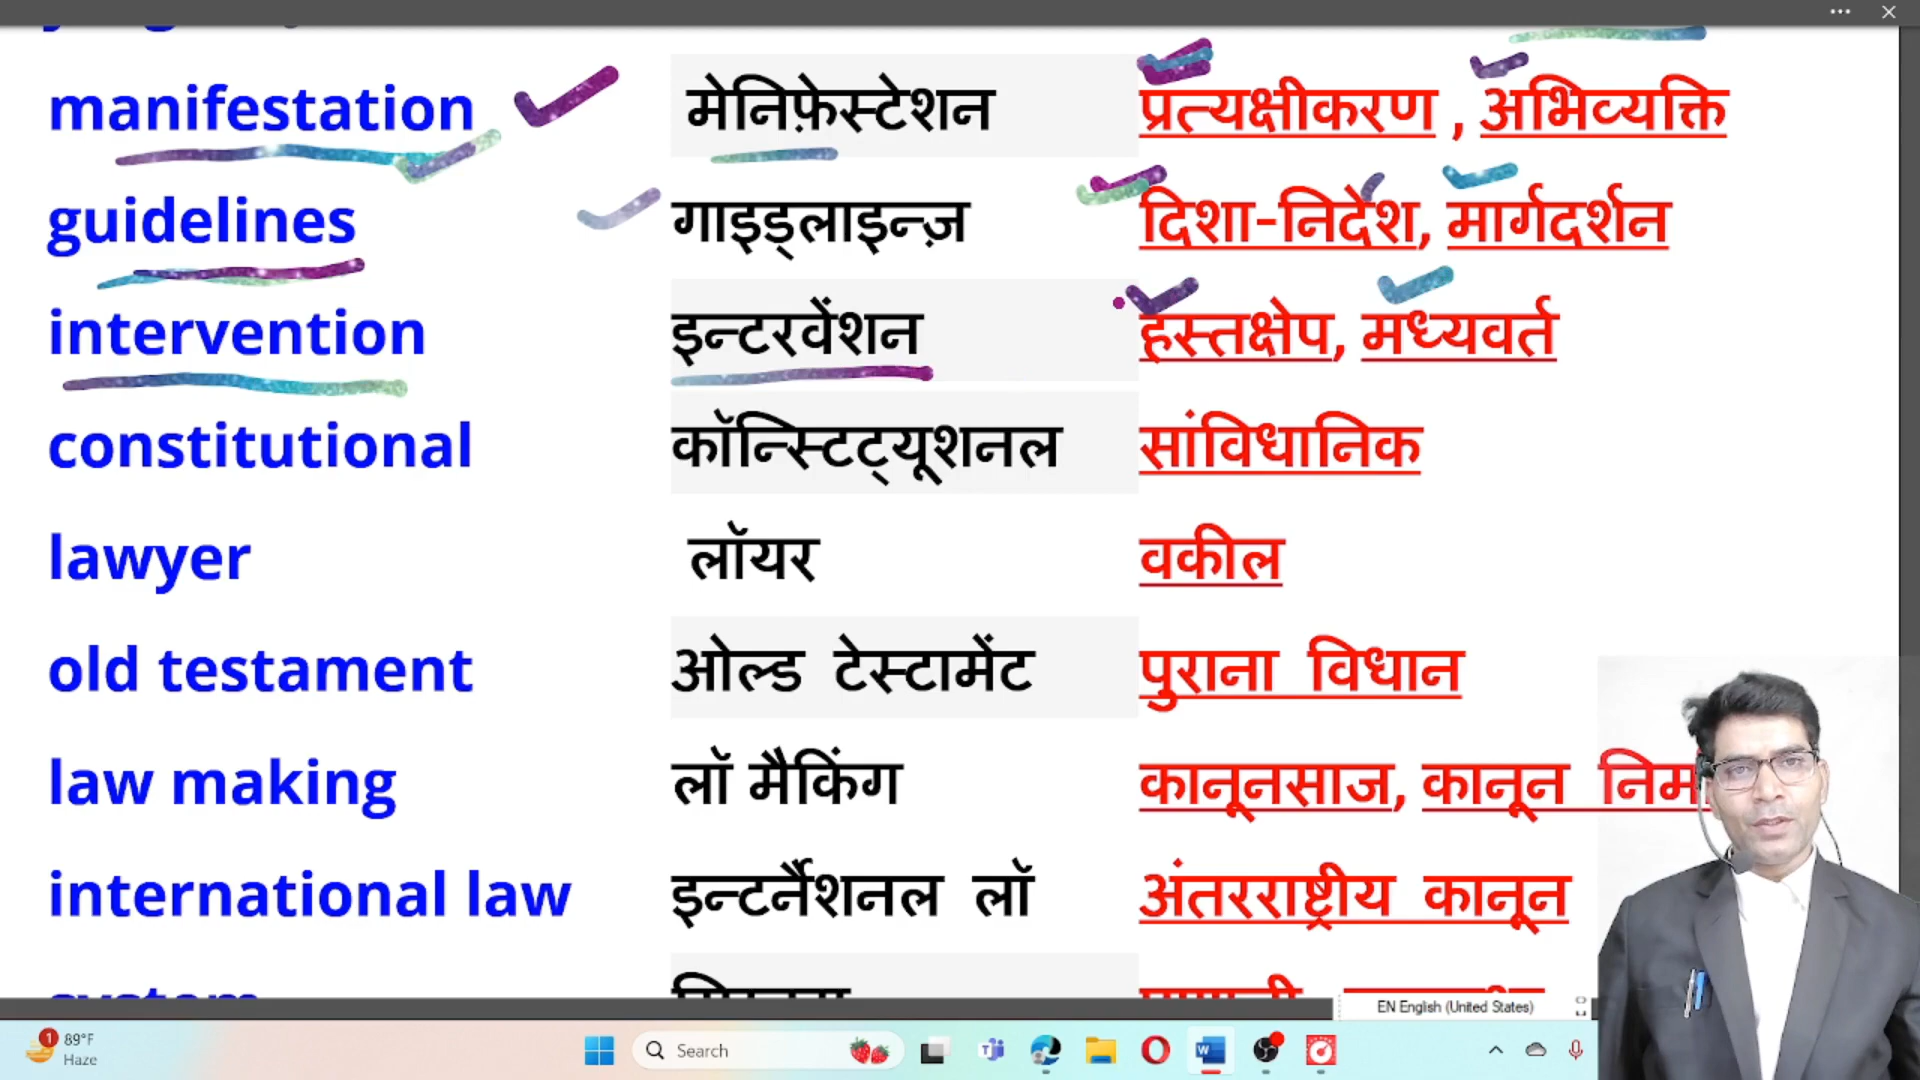 manifestation मेनिफ़ेस्टेशन प्रत्यक्षीकरण , अभिव्यक्ति
guidelines गाइड्लाइन्ज़ दिशा-निर्देश, मार्गदर्शन
intervention इन्टरवेंशन हस्तक्षेप, मध्यवर्त
constitutional कॉन्स्टिट्यूशनल सांविधानिक
lawyer लॉयर वकील
old testament ओल्ड टेस्टामेंट पुराना विधान
law making लॉ मैकिंग कानूनसाज, कानून
international law इन्टर्नैशनल लॉ अंतरराष्ट्रीय कानून
system
EN English (United States)
1 89°F
Haze
Search